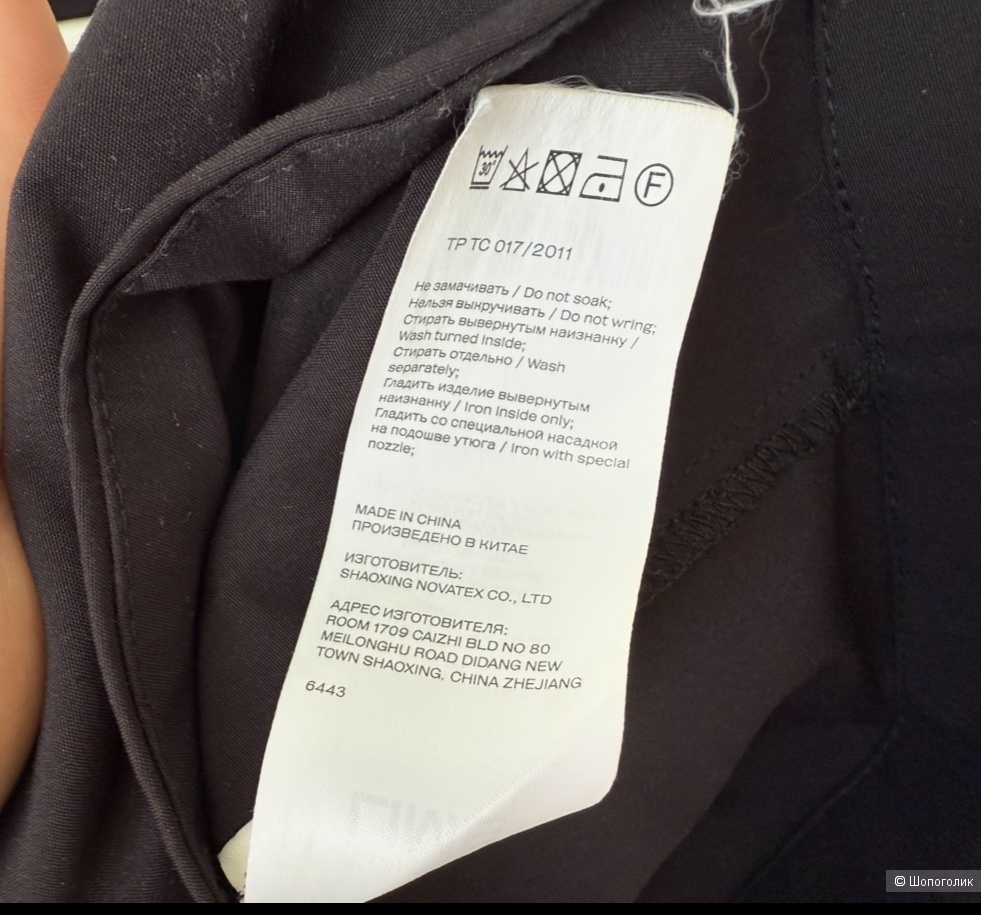 30°
F
ТР ТС 017/2011
Не замачивать / Do not soak;
Нельзя выкручивать / Do not wring;
Стирать вывернутым наизнанку /
Wash turned inside;
Стирать отдельно / Wash
separately;
Гладить изделие вывернутым
наизнанку / Iron inside only;
Гладить со специальной насадкой
на подошве утюга / Iron with special
nozzle;
MADE IN CHINA
ПРОИЗВЕДЕНО В КИТАЕ
ИЗГОТОВИТЕЛЬ:
SHAOXING NOVATEX CO., LTD
АДРЕС ИЗГОТОВИТЕЛЯ:
ROOM 1709 CAIZHI BLD NO 80
MEILONGHU ROAD DIDANG NEW
TOWN SHAOXING, CHINA ZHEJIANG
6443
© Шопоголик